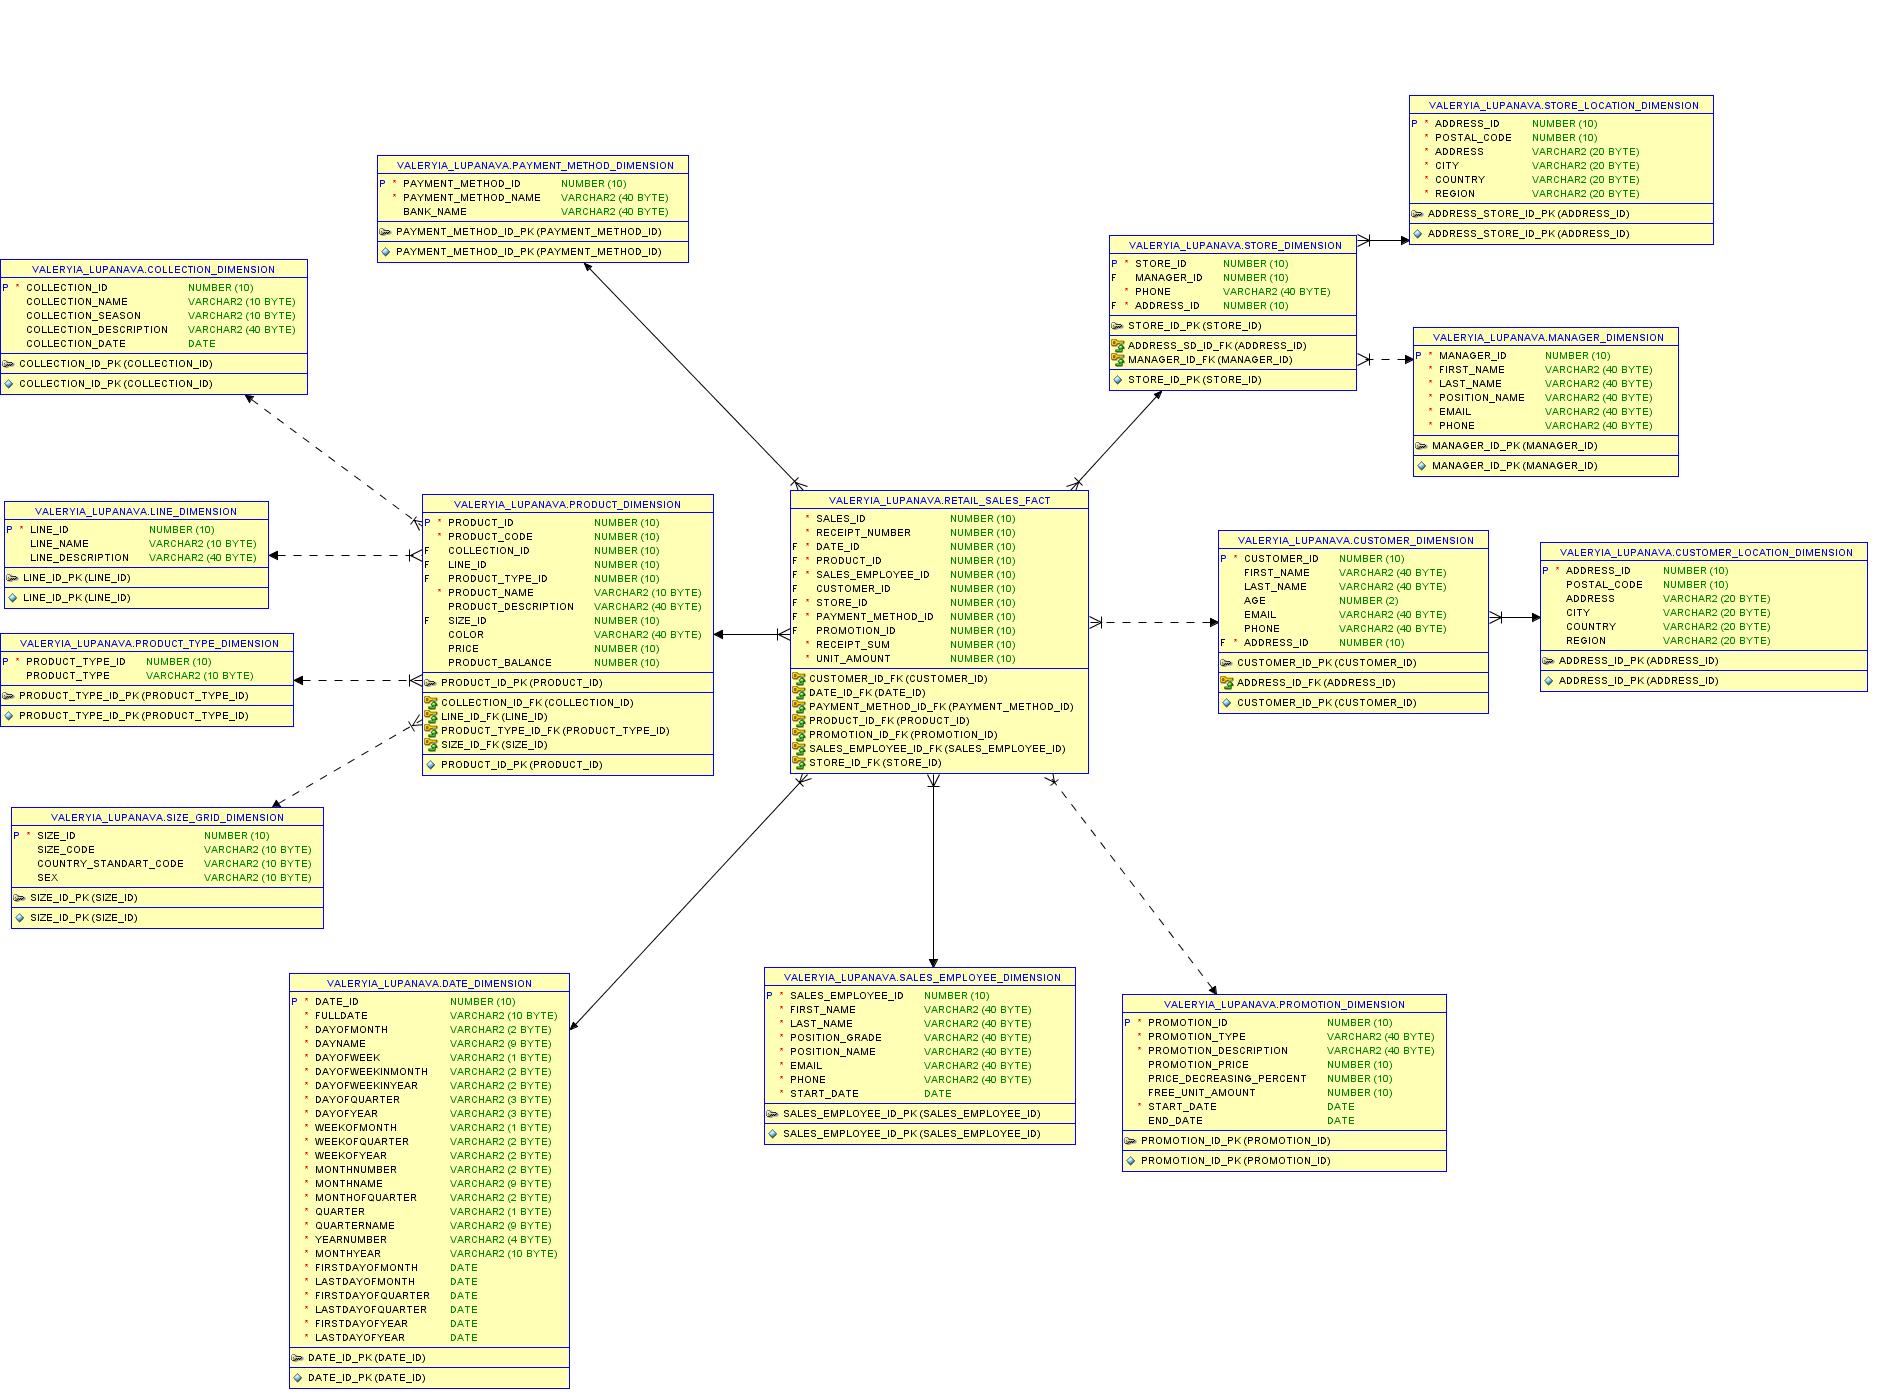 VALERYIA_LUPANAVA.STORE_LOCATION_DIMENSION
P * ADDRESS_ID NUMBER (10)
* POSTAL_CODE NUMBER (10)
* ADDRESS VARCHAR2 (20 BYTE)
* CITY VARCHAR2 (20 BYTE)
* COUNTRY VARCHAR2 (20 BYTE)
* REGION VARCHAR2 (20 BYTE)
ADDRESS_STORE_ID_PK (ADDRESS_ID)
ADDRESS_STORE_ID_PK (ADDRESS_ID)
VALERYIA_LUPANAVA.PAYMENT_METHOD_DIMENSION
P * PAYMENT_METHOD_ID NUMBER (10)
* PAYMENT_METHOD_NAME VARCHAR2 (40 BYTE)
BANK_NAME VARCHAR2 (40 BYTE)
PAYMENT_METHOD_ID_PK (PAYMENT_METHOD_ID)
PAYMENT_METHOD_ID_PK (PAYMENT_METHOD_ID)
VALERYIA_LUPANAVA.STORE_DIMENSION
P * STORE_ID NUMBER (10)
F MANAGER_ID NUMBER (10)
* PHONE VARCHAR2 (40 BYTE)
F * ADDRESS_ID NUMBER (10)
STORE_ID_PK (STORE_ID)
ADDRESS_SD_ID_FK (ADDRESS_ID)
MANAGER_ID_FK (MANAGER_ID)
STORE_ID_PK (STORE_ID)
VALERYIA_LUPANAVA.COLLECTION_DIMENSION
P * COLLECTION_ID NUMBER (10)
COLLECTION_NAME VARCHAR2 (10 BYTE)
COLLECTION_SEASON VARCHAR2 (10 BYTE)
COLLECTION_DESCRIPTION VARCHAR2 (40 BYTE)
COLLECTION_DATE DATE
COLLECTION_ID_PK (COLLECTION_ID)
COLLECTION_ID_PK (COLLECTION_ID)
VALERYIA_LUPANAVA.MANAGER_DIMENSION
P * MANAGER_ID NUMBER (10)
* FIRST_NAME VARCHAR2 (40 BYTE)
* LAST_NAME VARCHAR2 (40 BYTE)
* POSITION_NAME VARCHAR2 (40 BYTE)
* EMAIL VARCHAR2 (40 BYTE)
* PHONE VARCHAR2 (40 BYTE)
MANAGER_ID_PK (MANAGER_ID)
MANAGER_ID_PK (MANAGER_ID)
VALERYIA_LUPANAVA.LINE_DIMENSION
P * LINE_ID NUMBER (10)
LINE_NAME VARCHAR2 (10 BYTE)
LINE_DESCRIPTION VARCHAR2 (40 BYTE)
LINE_ID_PK (LINE_ID)
LINE_ID_PK (LINE_ID)
VALERYIA_LUPANAVA.PRODUCT_DIMENSION
P * PRODUCT_ID NUMBER (10)
* PRODUCT_CODE NUMBER (10)
F COLLECTION_ID NUMBER (10)
F LINE_ID NUMBER (10)
F PRODUCT_TYPE_ID NUMBER (10)
* PRODUCT_NAME VARCHAR2 (10 BYTE)
PRODUCT_DESCRIPTION VARCHAR2 (40 BYTE)
F SIZE_ID NUMBER (10)
COLOR VARCHAR2 (40 BYTE)
PRICE NUMBER (10)
PRODUCT_BALANCE NUMBER (10)
PRODUCT_ID_PK (PRODUCT_ID)
COLLECTION_ID_FK (COLLECTION_ID)
LINE_ID_FK (LINE_ID)
PRODUCT_TYPE_ID_FK (PRODUCT_TYPE_ID)
SIZE_ID_FK (SIZE_ID)
PRODUCT_ID_PK (PRODUCT_ID)
VALERYIA_LUPANAVA.RETAIL_SALES_FACT
* SALES_ID NUMBER (10)
* RECEIPT_NUMBER NUMBER (10)
F * DATE_ID NUMBER (10)
F * PRODUCT_ID NUMBER (10)
F * SALES_EMPLOYEE_ID NUMBER (10)
F CUSTOMER_ID NUMBER (10)
F * STORE_ID NUMBER (10)
F * PAYMENT_METHOD_ID NUMBER (10)
F PROMOTION_ID NUMBER (10)
* RECEIPT_SUM NUMBER (10)
* UNIT_AMOUNT NUMBER (10)
CUSTOMER_ID_FK (CUSTOMER_ID)
DATE_ID_FK (DATE_ID)
PAYMENT_METHOD_ID_FK (PAYMENT_METHOD_ID)
PRODUCT_ID_FK (PRODUCT_ID)
PROMOTION_ID_FK (PROMOTION_ID)
SALES_EMPLOYEE_ID_FK (SALES_EMPLOYEE_ID)
STORE_ID_FK (STORE_ID)
VALERYIA_LUPANAVA.CUSTOMER_DIMENSION
P * CUSTOMER_ID NUMBER (10)
FIRST_NAME VARCHAR2 (40 BYTE)
LAST_NAME VARCHAR2 (40 BYTE)
AGE NUMBER (2)
EMAIL VARCHAR2 (40 BYTE)
PHONE VARCHAR2 (40 BYTE)
F * ADDRESS_ID NUMBER (10)
CUSTOMER_ID_PK (CUSTOMER_ID)
ADDRESS_ID_FK (ADDRESS_ID)
CUSTOMER_ID_PK (CUSTOMER_ID)
VALERYIA_LUPANAVA.CUSTOMER_LOCATION_DIMENSION
P * ADDRESS_ID NUMBER (10)
POSTAL_CODE NUMBER (10)
ADDRESS VARCHAR2 (20 BYTE)
CITY VARCHAR2 (20 BYTE)
COUNTRY VARCHAR2 (20 BYTE)
REGION VARCHAR2 (20 BYTE)
ADDRESS_ID_PK (ADDRESS_ID)
ADDRESS_ID_PK (ADDRESS_ID)
VALERYIA_LUPANAVA.PRODUCT_TYPE_DIMENSION
P * PRODUCT_TYPE_ID NUMBER (10)
PRODUCT_TYPE VARCHAR2 (10 BYTE)
PRODUCT_TYPE_ID_PK (PRODUCT_TYPE_ID)
PRODUCT_TYPE_ID_PK (PRODUCT_TYPE_ID)
VALERYIA_LUPANAVA.SIZE_GRID_DIMENSION
P * SIZE_ID NUMBER (10)
SIZE_CODE VARCHAR2 (10 BYTE)
COUNTRY_STANDART_CODE VARCHAR2 (10 BYTE)
SEX VARCHAR2 (10 BYTE)
SIZE_ID_PK (SIZE_ID)
SIZE_ID_PK (SIZE_ID)
VALERYIA_LUPANAVA.DATE_DIMENSION
P * DATE_ID NUMBER (10)
* FULLDATE VARCHAR2 (10 BYTE)
* DAYOFMONTH VARCHAR2 (2 BYTE)
* DAYNAME VARCHAR2 (9 BYTE)
* DAYOFWEEK VARCHAR2 (1 BYTE)
* DAYOFWEEKINMONTH VARCHAR2 (2 BYTE)
* DAYOFWEEKINYEAR VARCHAR2 (2 BYTE)
* DAYOFQUARTER VARCHAR2 (3 BYTE)
* DAYOFYEAR VARCHAR2 (3 BYTE)
* WEEKOFMONTH VARCHAR2 (1 BYTE)
* WEEKOFQUARTER VARCHAR2 (2 BYTE)
* WEEKOFYEAR VARCHAR2 (2 BYTE)
* MONTHNUMBER VARCHAR2 (2 BYTE)
* MONTHNAME VARCHAR2 (9 BYTE)
* MONTHOFQUARTER VARCHAR2 (2 BYTE)
* QUARTER VARCHAR2 (1 BYTE)
* QUARTERNAME VARCHAR2 (9 BYTE)
* YEARNUMBER VARCHAR2 (4 BYTE)
* MONTHYEAR VARCHAR2 (10 BYTE)
* FIRSTDAYOFMONTH DATE
* LASTDAYOFMONTH DATE
* FIRSTDAYOFQUARTER DATE
* LASTDAYOFQUARTER DATE
* FIRSTDAYOFYEAR DATE
* LASTDAYOFYEAR DATE
DATE_ID_PK (DATE_ID)
DATE_ID_PK (DATE_ID)
VALERYIA_LUPANAVA.SALES_EMPLOYEE_DIMENSION
P * SALES_EMPLOYEE_ID NUMBER (10)
* FIRST_NAME VARCHAR2 (40 BYTE)
* LAST_NAME VARCHAR2 (40 BYTE)
* POSITION_GRADE VARCHAR2 (40 BYTE)
* POSITION_NAME VARCHAR2 (40 BYTE)
* EMAIL VARCHAR2 (40 BYTE)
* PHONE VARCHAR2 (40 BYTE)
* START_DATE DATE
SALES_EMPLOYEE_ID_PK (SALES_EMPLOYEE_ID)
SALES_EMPLOYEE_ID_PK (SALES_EMPLOYEE_ID)
VALERYIA_LUPANAVA.PROMOTION_DIMENSION
P * PROMOTION_ID NUMBER (10)
* PROMOTION_TYPE VARCHAR2 (40 BYTE)
* PROMOTION_DESCRIPTION VARCHAR2 (40 BYTE)
PROMOTION_PRICE NUMBER (10)
PRICE_DECREASING_PERCENT NUMBER (10)
FREE_UNIT_AMOUNT NUMBER (10)
* START_DATE DATE
END_DATE DATE
PROMOTION_ID_PK (PROMOTION_ID)
PROMOTION_ID_PK (PROMOTION_ID)